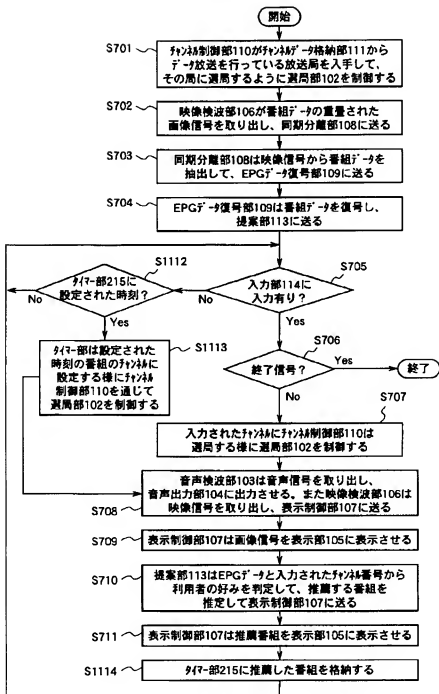 開始
S701
ﾁｬﾝﾈﾙ制御部110がﾁｬﾝﾈﾙﾃﾞｰﾀ格納部111から
ﾃﾞｰﾀ放送を行っている放送局を入手して、
その局に選局するように選局部102を制御する
S702
映像検波部106が番組データの重畳された
画像信号を取り出し、同期分離部108に送る
S703
同期分離部108は映像信号から番組データを
抽出して、EPGデータ復号部109に送る
S704
EPGデータ復号部109は番組データを復号し、
提案部113に送る
S1112
ﾀｲﾏｰ部215に
設定された時刻？
No
Yes
S705
入力部114に
入力有り？
No
Yes
S1113
ﾀｲﾏｰ部は設定された
時刻の番組のﾁｬﾝﾈﾙに
設定する様にﾁｬﾝﾈﾙ
制御部110を通じて
選局部102を制御する
S706
終了信号？
Yes
終了
No
S707
入力されたﾁｬﾝﾈﾙにﾁｬﾝﾈﾙ制御部110は
選局する様に選局部102を制御する
S708
音声検波部103は音声信号を取り出し、
音声出力部104に出力させる。また映像検波部106は
映像信号を取り出し、表示制御部107に送る
S709
表示制御部107は画像信号を表示部105に表示させる
S710
提案部113はEPGデータと入力されたﾁｬﾝﾈﾙ番号から
利用者の好みを判定して、推薦する番組を
推定して表示制御部107に送る
S711
表示制御部107は推薦番組を表示部105に表示させる
S1114
ﾀｲﾏｰ部215に推薦した番組を格納する